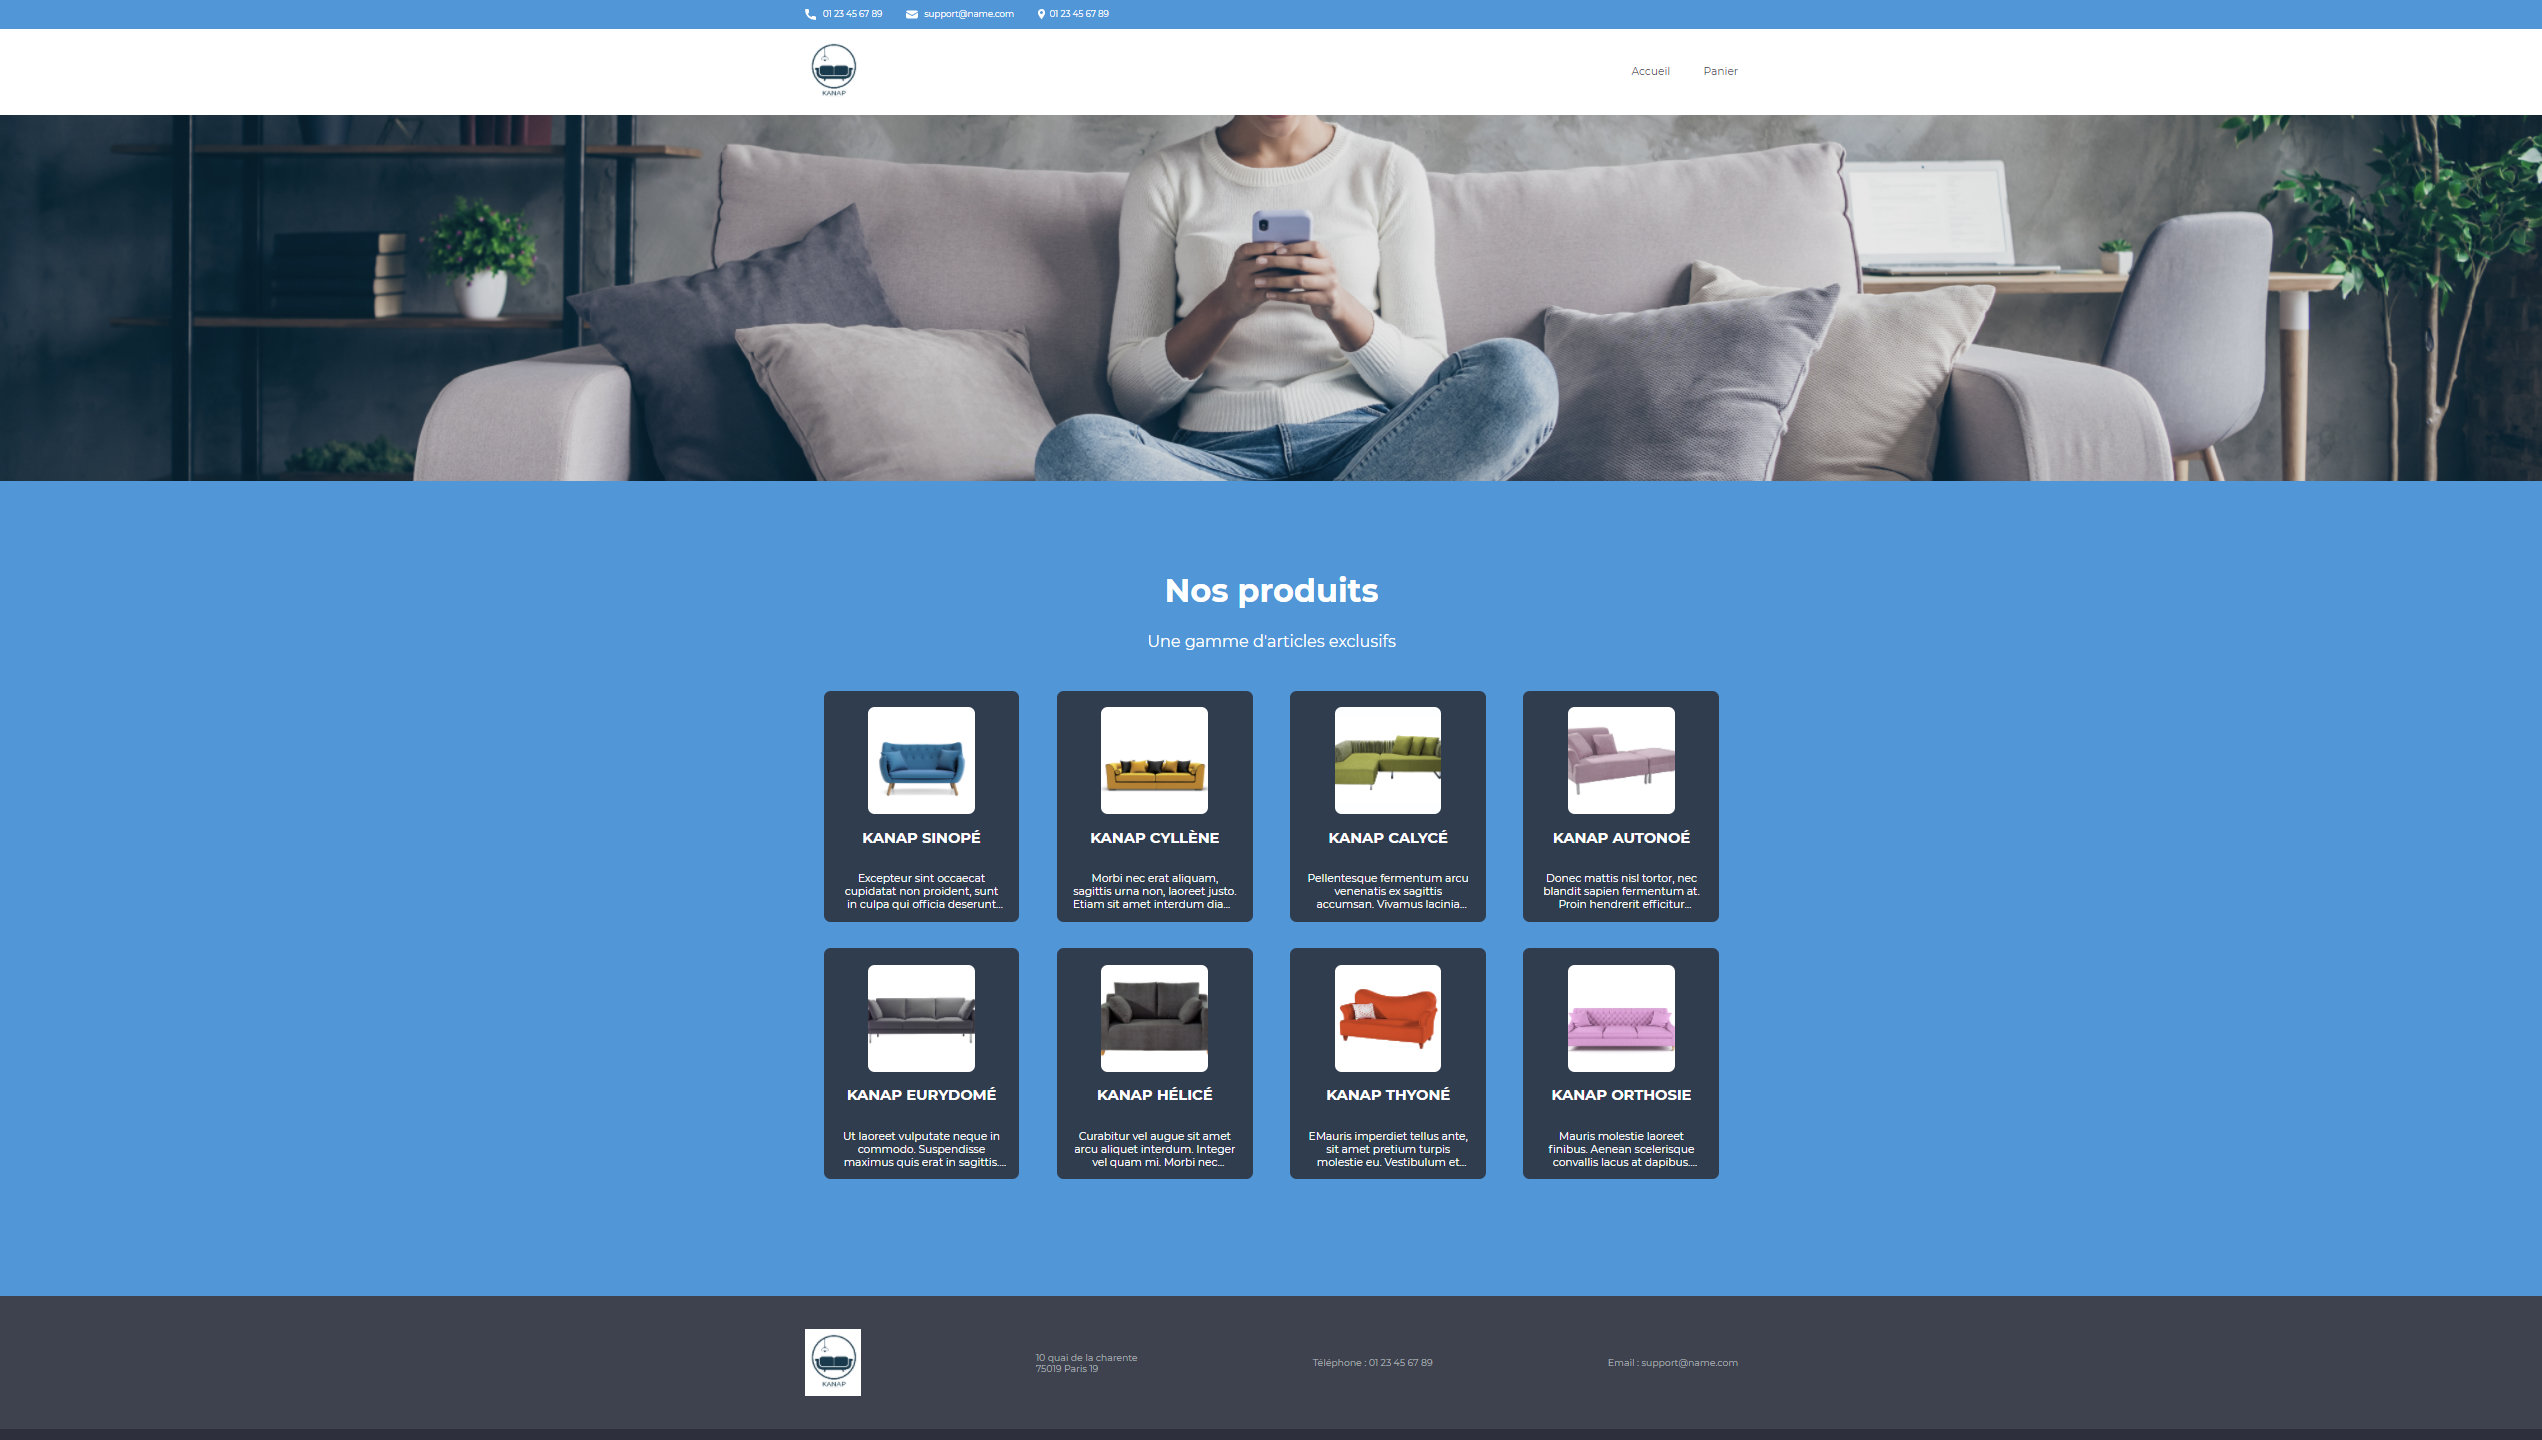 01 23 45 67 89
support@name.com
01 23 45 67 89
KANAP
Accueil
Panier
Nos produits
Une gamme d'articles exclusifs
KANAP SINOPÉ
Excepteur sint occaecat
cupidatat non proident, sunt
in culpa qui officia deserunt...
KANAP CYLLÈNE
Morbi nec erat aliquam,
sagittis urna non, laoreet justo.
Etiam sit amet interdum dia...
KANAP CALYCÉ
Pellentesque fermentum arcu
venenatis ex sagittis
accumsan. Vivamus lacinia...
KANAP AUTONOÉ
Donec mattis nisl tortor, nec
blandit sapien fermentum at.
Proin hendrerit efficitur...
KANAP EURYDOMÉ
Ut laoreet vulputate neque in
commodo. Suspendisse
maximus quis erat in sagittis....
KANAP HÉLICÉ
Curabitur vel augue sit amet
arcu aliquet interdum. Integer
vel quam mi. Morbi nec...
KANAP THYONÉ
EMauris imperdiet tellus ante,
sit amet pretium turpis
molestie eu. Vestibulum et...
KANAP ORTHOSIE
Mauris molestie laoreet
finibus. Aenean scelerisque
convallis lacus at dapibus....
KANAP
10 quai de la charente
75019 Paris 19
Téléphone : 01 23 45 67 89
Email : support@name.com